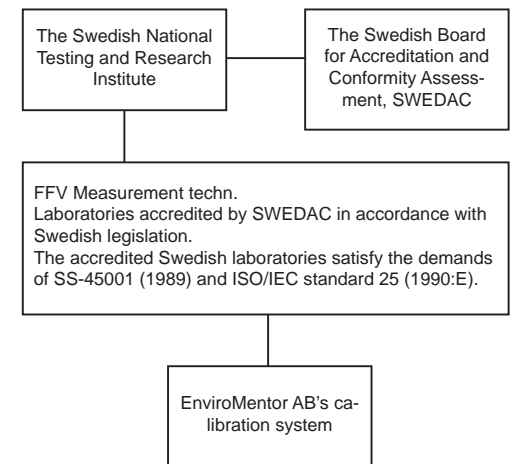 The Swedish National
Testing and Research
Institute
The Swedish Board
for Accreditation and
Conformity Assess-
ment, SWEDAC
FFV Measurement techn.
Laboratories accredited by SWEDAC in accordance with
Swedish legislation.
The accredited Swedish laboratories satisfy the demands
of SS-45001 (1989) and ISO/IEC standard 25 (1990:E).
EnviroMentor AB's ca-
libration system